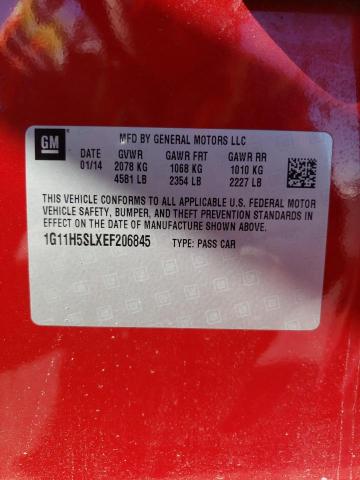 GM
MFD BY GENERAL MOTORS LLC
DATE GVWR GAWR FRT GAWR RR
01/14 2078 KG 1068 KG 1010 KG
4581 LB 2354 LB 2227 LB
THIS VEHICLE CONFORMS TO ALL APPLICABLE U.S. FEDERAL MOTOR
VEHICLE SAFETY, BUMPER, AND THEFT PREVENTION STANDARDS IN
EFFECT ON THE DATE OF MANUFACTURE SHOWN ABOVE.
1G11H5SLXEF206845 TYPE: PASS CAR